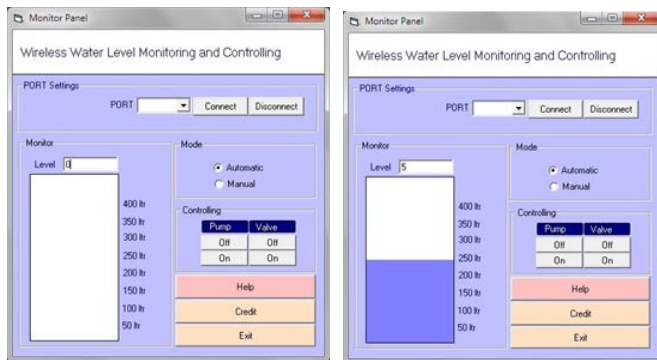 Monitor Panel
Wireless Water Level Monitoring and Controlling
PORT Settings
PORT
Connect
Disconnect
Monitor
Level 0
400 ltr
350 ltr
300 ltr
250 ltr
200 ltr
150 ltr
100 ltr
50 ltr
Mode
Automatic
Manual
Controlling
Pump Valve
Off Off
On On
Help
Credit
Exit
Monitor Panel
Wireless Water Level Monitoring and Controlling
PORT Settings
PORT
Connect
Disconnect
Monitor
Level 5
400 ltr
350 ltr
300 ltr
250 ltr
200 ltr
150 ltr
100 ltr
50 ltr
Mode
Automatic
Manual
Controlling
Pump Valve
Off Off
On On
Help
Credit
Exit